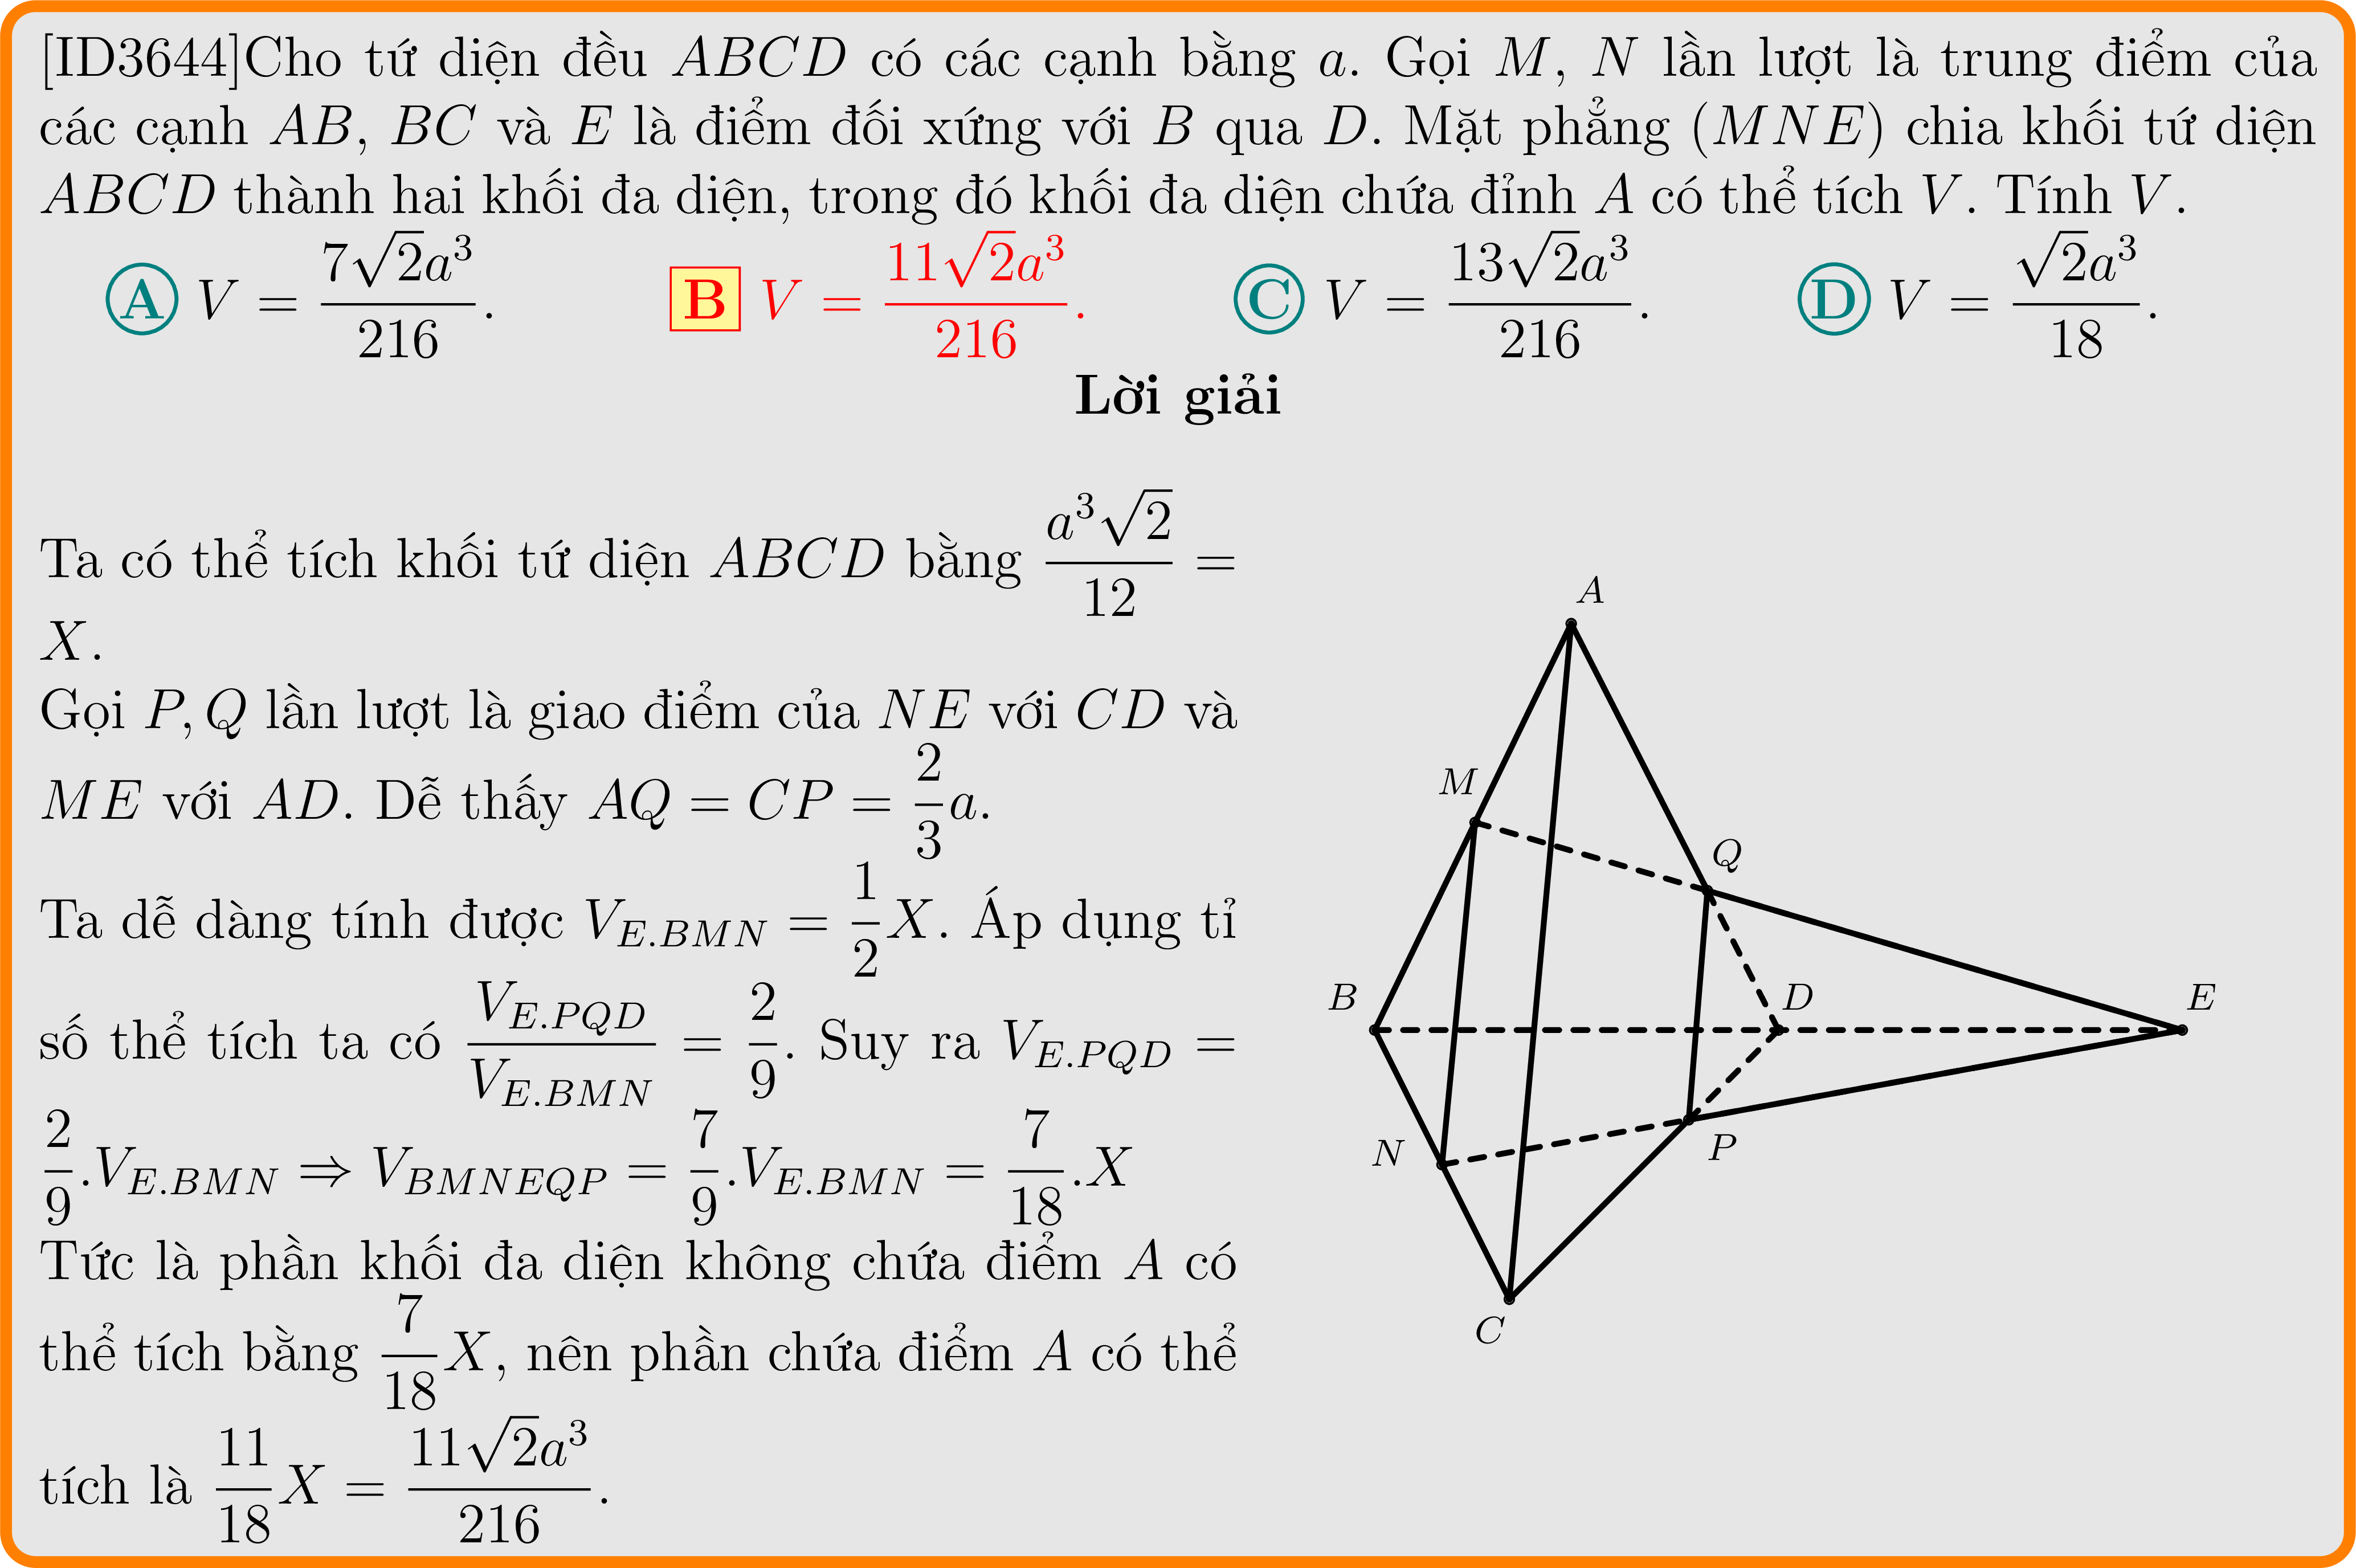 [ID3644]Cho tứ diện đều ABCD có các cạnh bằng a. Gọi M, N lần lượt là trung điểm của
các cạnh AB, BC và E là điểm đối xứng với B qua D. Mặt phẳng (MNE) chia khối tứ diện
ABCD thành hai khối đa diện, trong đó khối đa diện chứa đỉnh A có thể tích V. Tính V.
A V = \frac{7\sqrt{2}a^3}{216}. B V = \frac{11\sqrt{2}a^3}{216}. C V = \frac{13\sqrt{2}a^3}{216}. D V = \frac{\sqrt{2}a^3}{18}.
Lời giải
Ta có thể tích khối tứ diện ABCD bằng \frac{a^3\sqrt{2}}{12} =
X.
Gọi P, Q lần lượt là giao điểm của NE với CD và
ME với AD. Dễ thấy AQ = CP = \frac{2}{3}a.
Ta dễ dàng tính được V_{E.BMN} = \frac{1}{2}X. Áp dụng tỉ
số thể tích ta có \frac{V_{E.PQD}}{V_{E.BMN}} = \frac{2}{9}. Suy ra V_{E.PQD} =
\frac{2}{9}.V_{E.BMN} ⇒ V_{BMNEQP} = \frac{7}{9}.V_{E.BMN} = \frac{7}{18}.X
Tức là phần khối đa diện không chứa điểm A có
thể tích bằng \frac{7}{18}X, nên phần chứa điểm A có thể
tích là \frac{11}{18}X = \frac{11\sqrt{2}a^3}{216}.
A
M
Q
B
D
E
N
P
C